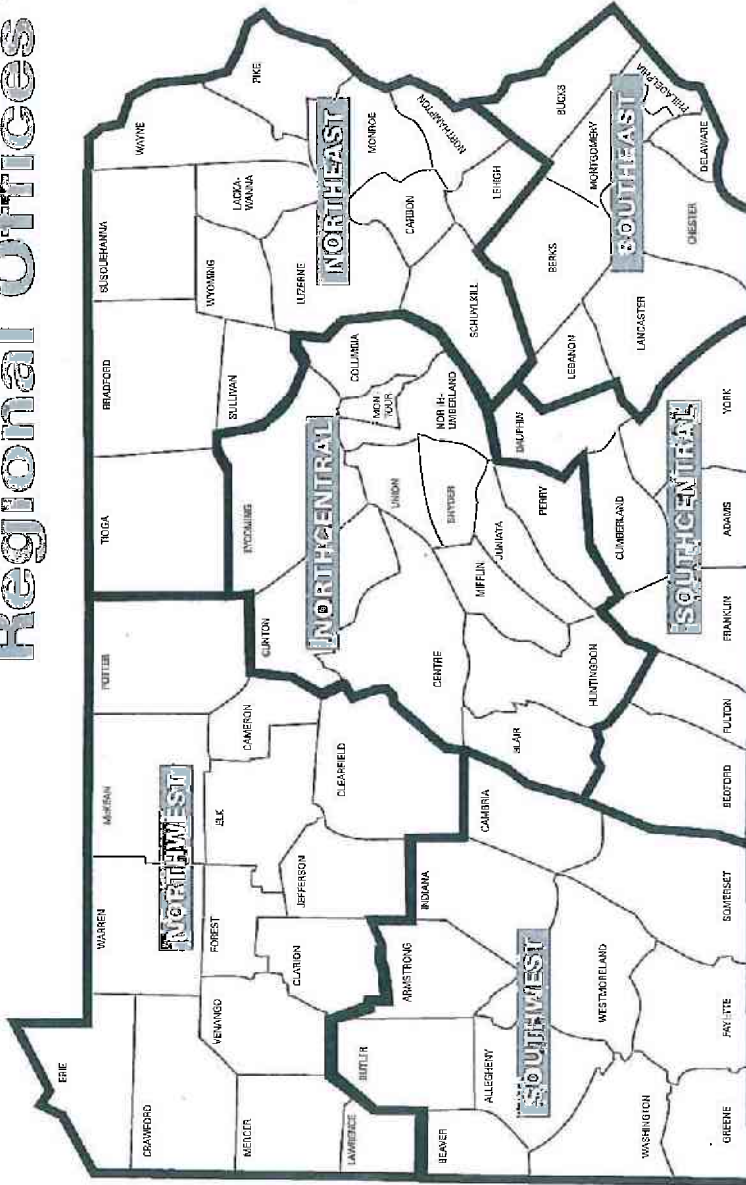 Regional Offices
NORTHWEST
ERIE
CRAWFORD
MERCER
LAWRENCE
VENANGO
WARREN
FOREST
CLARION
JEFFERSON
McKEAN
ELK
CAMERON
CLEARFIELD
POTTER
NORTHCENTRAL
CLINTON
LYCOMING
CENTRE
UNION
SNYDER
MIFFLIN
JUNIATA
PERRY
HUNTINGDON
BLAIR
COLUMBIA
MON
TOUR
NORTH-
UMBERLAND
NORTHEAST
TIOGA
BRADFORD
SULLIVAN
SUSQUEHANNA
WYOMING
LACKA-
WANNA
WAYNE
PIKE
LUZERNE
MONROE
CARBON
NORTHAMPTON
LEHIGH
SCHUYLKILL
SOUTHWEST
BEAVER
BUTLER
ARMSTRONG
INDIANA
CAMBRIA
ALLEGHENY
WESTMORELAND
WASHINGTON
GREENE
FAYETTE
SOMERSET
SOUTHCENTRAL
BEDFORD
FULTON
FRANKLIN
ADAMS
YORK
CUMBERLAND
DAUPHIN
SOUTHEAST
LEBANON
LANCASTER
BERKS
CHESTER
MONTGOMERY
BUCKS
PHILADELPHIA
DELAWARE